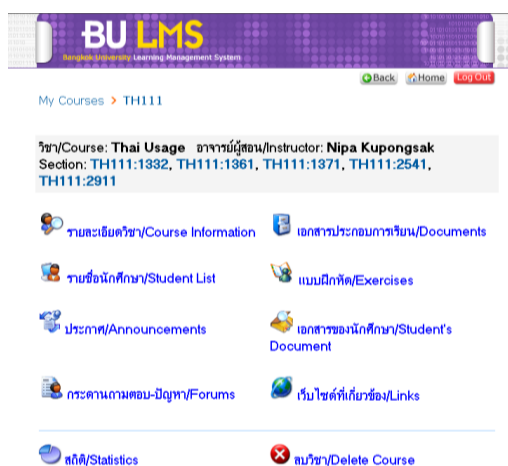 BU LMS
Bangkok University Learning Management System
Back Home Log Out
My Courses > TH111
วิชา/Course: Thai Usage อาจารย์ผู้สอน/Instructor: Nipa Kupongsak
Section: TH111:1332, TH111:1361, TH111:1371, TH111:2541,
TH111:2911
รายละเอียดวิชา/Course Information
เอกสารประกอบการเรียน/Documents
รายชื่อนักศึกษา/Student List
แบบฝึกหัด/Exercises
ประกาศ/Announcements
เอกสารของนักศึกษา/Student's
Document
กระดานถามตอบ-ปัญหา/Forums
เว็บไซต์ที่เกี่ยวข้อง/Links
สถิติ/Statistics
ลบวิชา/Delete Course